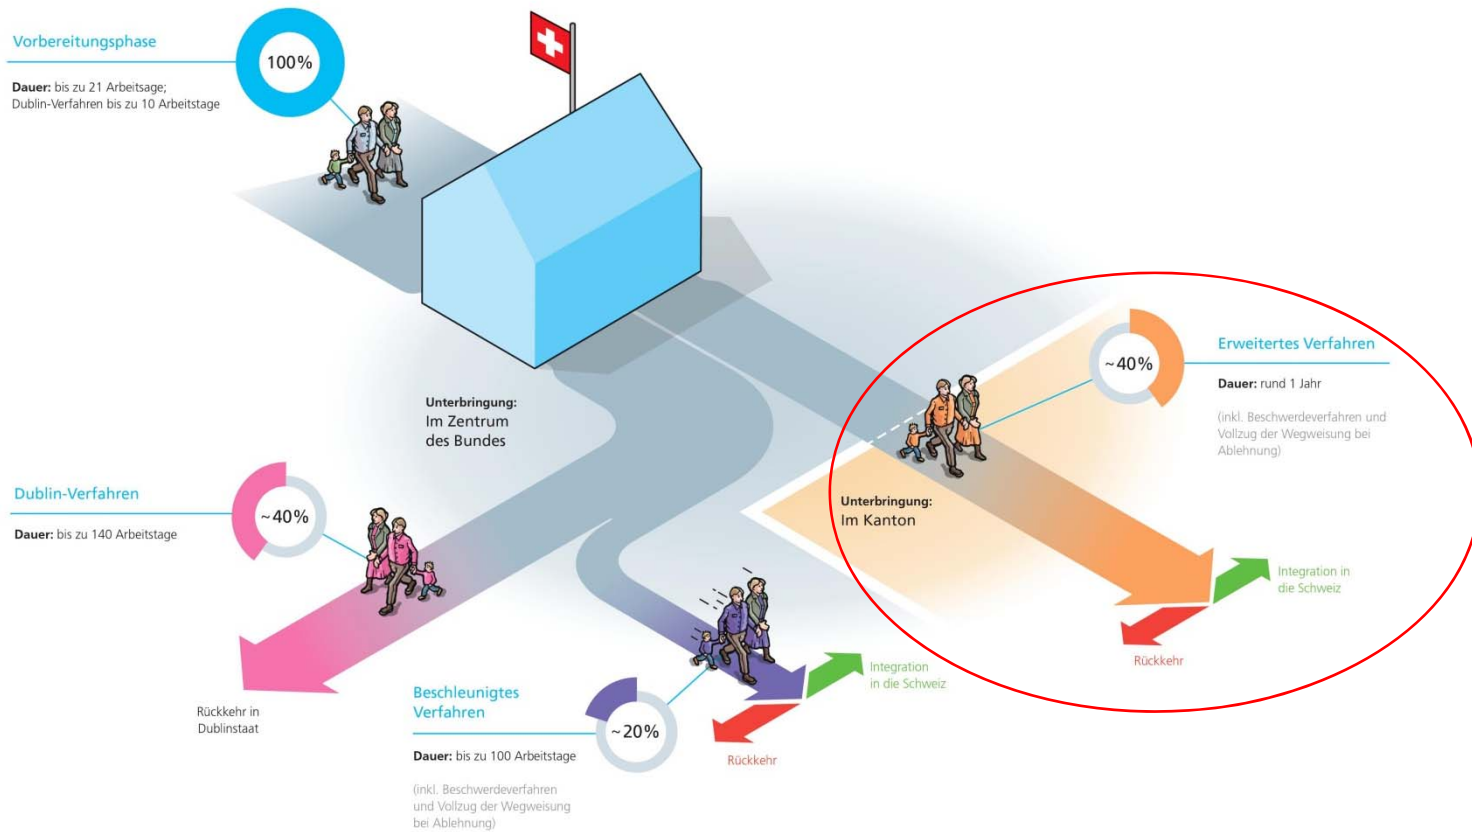 Vorbereitungsphase
100%
Dauer: bis zu 21 Arbeitsage;
Dublin-Verfahren bis zu 10 Arbeitstage
Erweitertes Verfahren
~40%
Dauer: rund 1 Jahr
(inkl. Beschwerdeverfahren und
Vollzug der Wegweisung bei
Ablehnung)
Unterbringung:
Im Zentrum
des Bundes
Unterbringung:
Im Kanton
Dublin-Verfahren
~40%
Dauer: bis zu 140 Arbeitstage
Integration in
die Schweiz
Rückkehr
Integration
in die Schweiz
Rückkehr
Rückkehr in
Dublinstaat
Beschleunigtes
Verfahren
~20%
Dauer: bis zu 100 Arbeitstage
(inkl. Beschwerdeverfahren
und Vollzug der Wegweisung
bei Ablehnung)